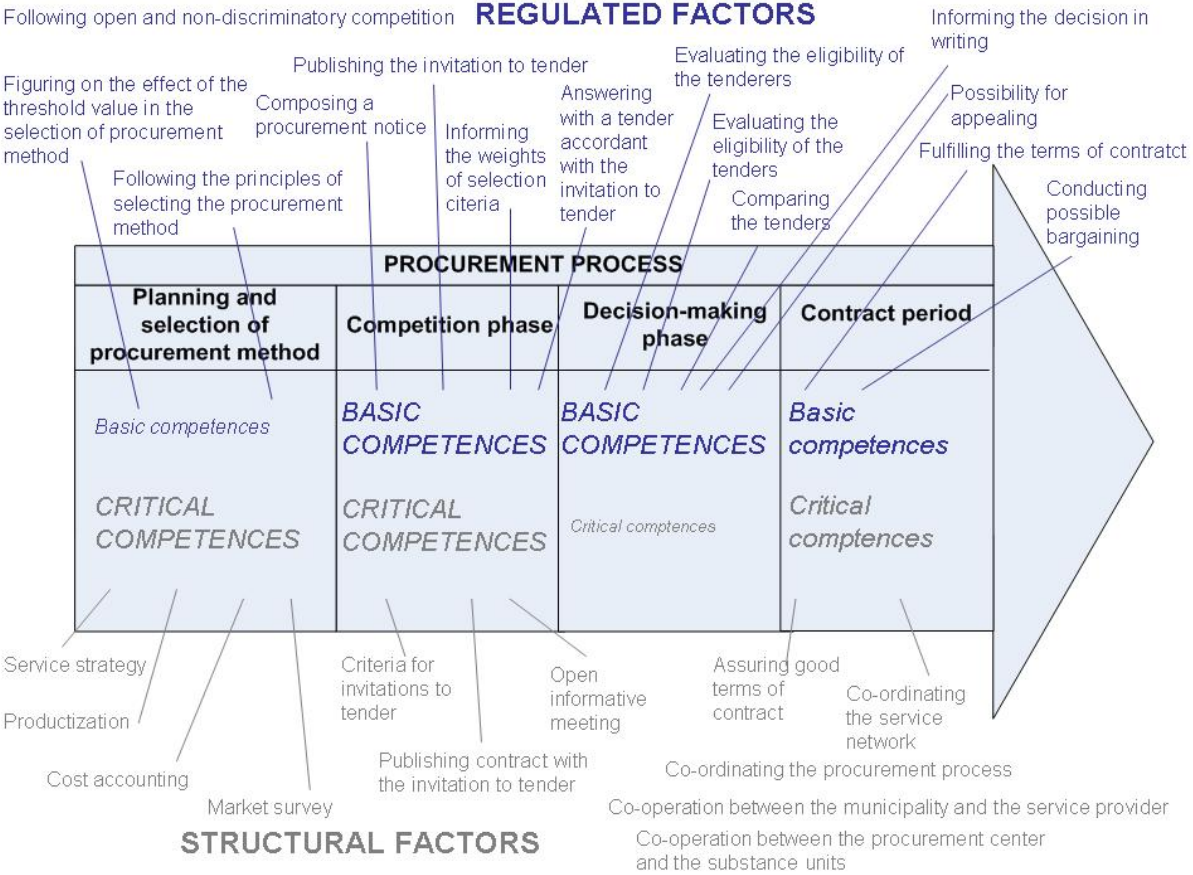 Following open and non-discriminatory competition
REGULATED FACTORS
Informing the decision in
writing
Figuring on the effect of the
threshold value in the
selection of procurement
method
Publishing the invitation to tender
Composing a
procurement notice
Informing
the weights
of selection
citeria
Answering
with a tender
accordant
with the
invitation to
tender
Evaluating the eligibility of
the tenderers
Evaluating the
eligibility of the
tenders
Possibility for
appealing
Fulfilling the terms of contratct
Following the principles of
selecting the procurement
method
Comparing
the tenders
Conducting
possible
bargaining
PROCUREMENT PROCESS
Planning and
selection of
procurement method
Competition phase
Decision-making
phase
Contract period
Basic competences
BASIC
COMPETENCES
BASIC
COMPETENCES
Basic
competences
CRITICAL
COMPETENCES
CRITICAL
COMPETENCES
Critical comptences
Critical
comptences
Service strategy
Productization
Cost accounting
Market survey
Criteria for
invitations to
tender
Publishing contract with
the invitation to tender
Open
informative
meeting
Assuring good
terms of
contract
Co-ordinating
the service
network
Co-ordinating the procurement process
Co-operation between the municipality and the service provider
Co-operation between the procurement center
and the substance units
STRUCTURAL FACTORS